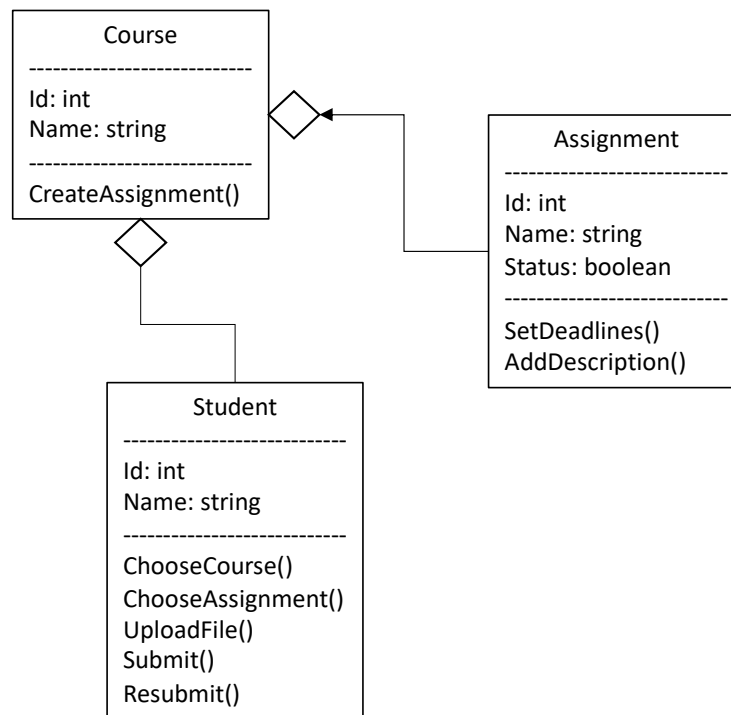 Course
----------------------------
Id: int
Name: string
----------------------------
CreateAssignment()
Assignment
----------------------------
Id: int
Name: string
Status: boolean
----------------------------
SetDeadlines()
AddDescription()
Student
----------------------------
Id: int
Name: string
----------------------------
ChooseCourse()
ChooseAssignment()
UploadFile()
Submit()
Resubmit()